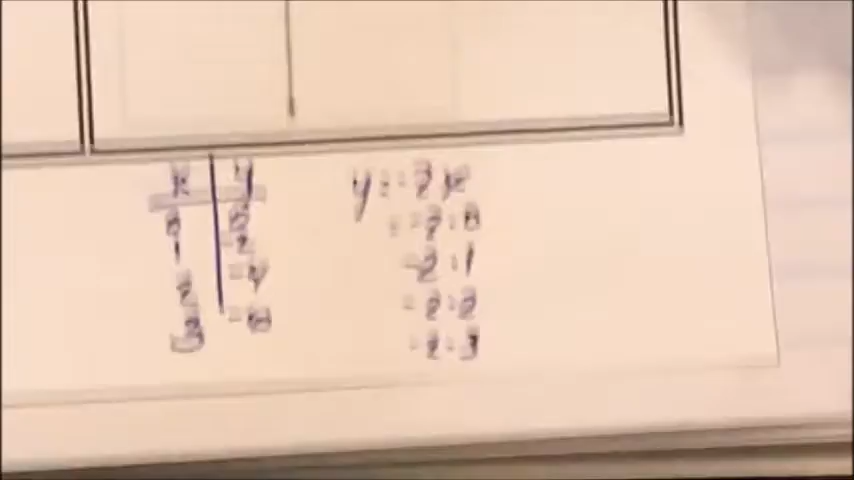 x y
0 0
1 -2
2 -4
3 -6
y = -2x
= -2 · 0
-2 · 1
-2 · 2
-2 · 3